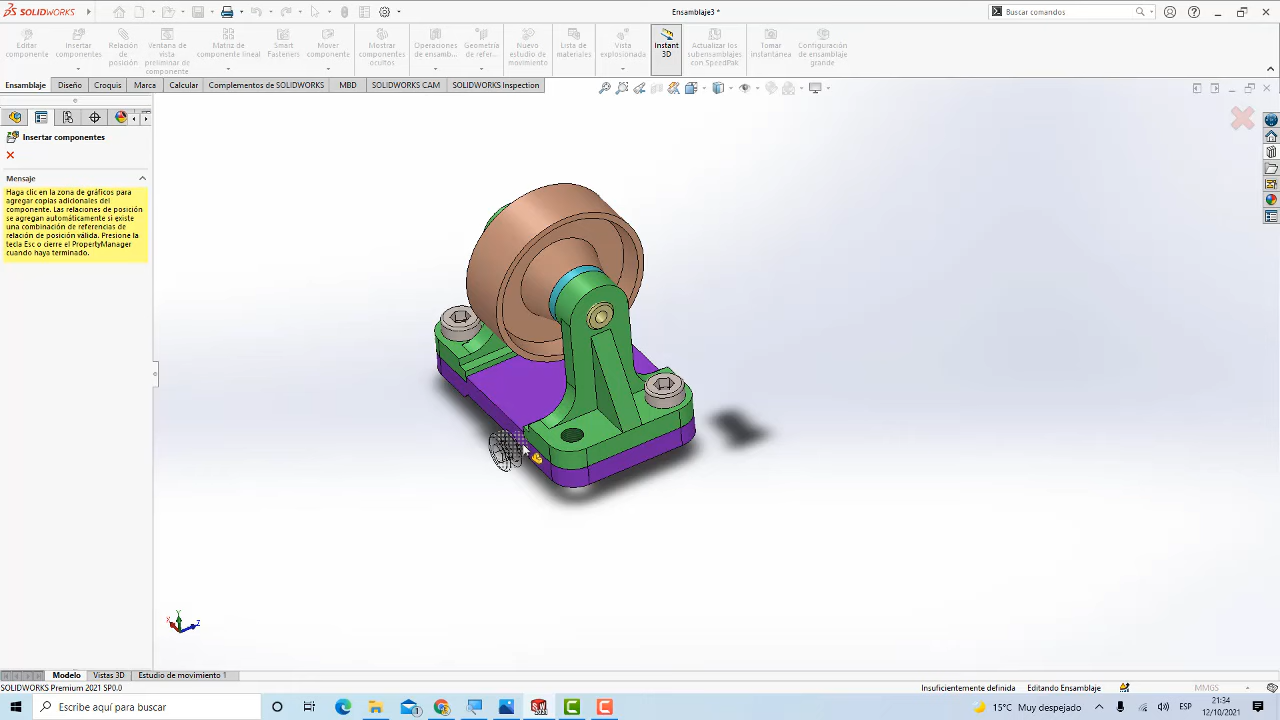 SOLIDWORKS
Ensamblaje3 *
Buscar comandos
Editar componente
Insertar componentes
Relación de posición
Ventana de vista preliminar de componente
Matriz de componente lineal
Smart Fasteners
Mover componente
Mostrar componentes ocultos
Operaciones de ensamb...
Geometría de refer...
Nuevo estudio de movimiento
Lista de materiales
Vista explosionada
Instant 3D
Actualizar los subensamblajes con SpeedPak
Tomar instantánea
Configuración de ensamblaje grande
Ensamblaje
Diseño
Croquis
Marca
Calcular
Complementos de SOLIDWORKS
MBD
SOLIDWORKS CAM
SOLIDWORKS Inspection
Insertar componentes
Mensaje
Haga clic en la zona de gráficos para
agregar copias adicionales del
componente. Las relaciones de posición
se agregan automáticamente si existe
una combinación de referencias de
relación de posición válida. Presione la
tecla Esc o cierre el PropertyManager
cuando haya terminado.
Y
X
Z
Modelo
Vistas 3D
Estudio de movimiento 1
SOLIDWORKS Premium 2021 SP0.0
Insuficientemente definida
Editando Ensamblaje
MMGS
Escribe aquí para buscar
15°C Muy despejado
ESP
21:34
12/10/2021